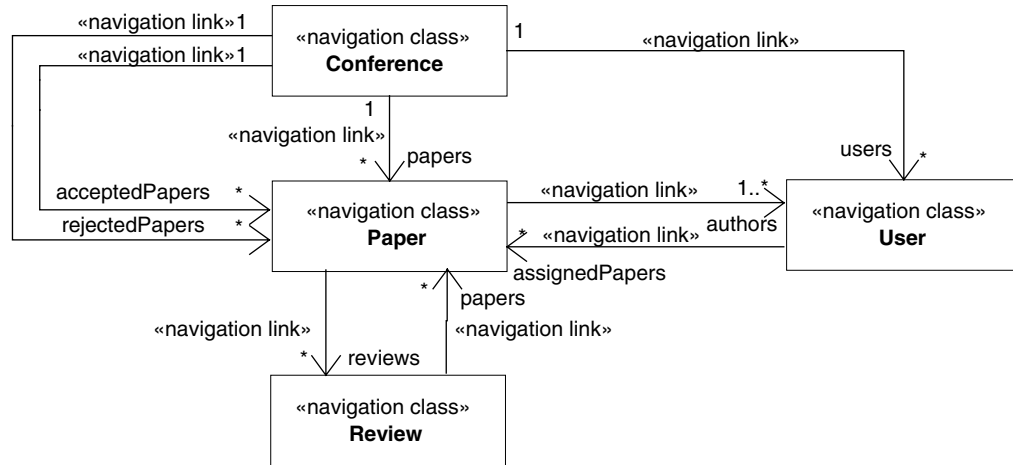 «navigation link» 1
«navigation link» 1
«navigation class»
Conference
1
«navigation link»
1
«navigation link»
* papers
users *
acceptedPapers *
rejectedPapers *
«navigation class»
Paper
«navigation link» 1..*
authors
* «navigation link»
assignedPapers
«navigation class»
User
* papers
«navigation link»
«navigation link»
* reviews
«navigation class»
Review